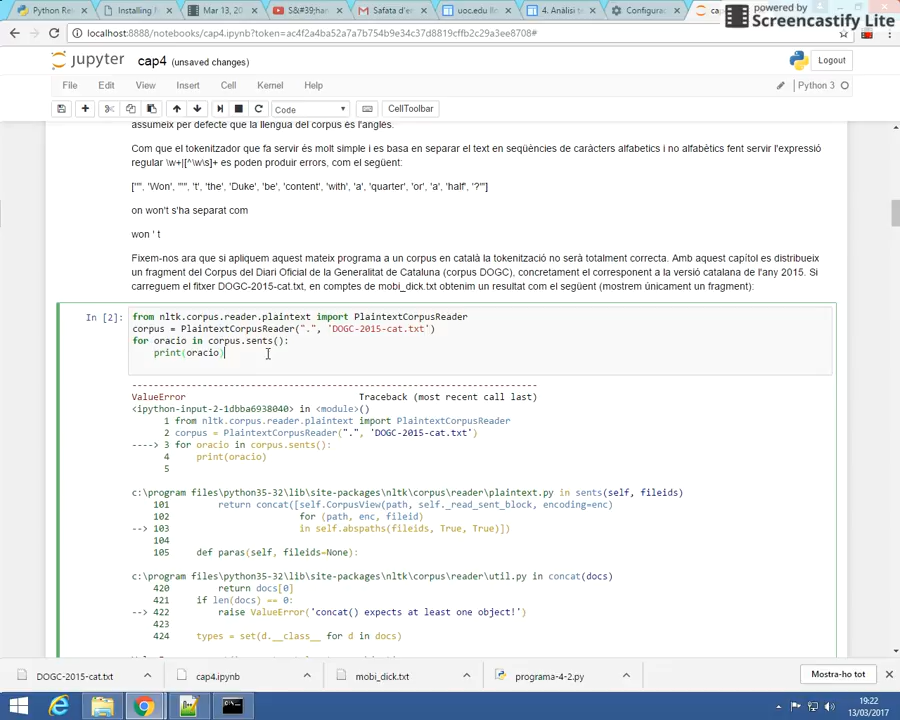 Python Re
Installing
Mar 13, 20
S&#39;han
Safata d'e
uoc.edu lle
4. Anàlisi
Configurac
cap
powered by
Screencastify Lite
localhost:8888/notebooks/cap4.ipynb?token=
jupyter cap4 (unsaved changes)
Logout
File Edit View Insert Cell Kernel Help
Python 3
Code
CellToolbar
assumeix per defecte que la llengua del corpus és l'anglès.
Com que el tokenitzador que fa servir és molt simple i es basa en separar el text en seqüències de caràcters alfabetics i no alfabètics fent servir l'expressió
regular \w+|[^\w\s]+ es poden produir errors, com el següent:
['"', 'Won', "'", 't', 'the', 'Duke', 'be', 'content', 'with', 'a', 'quarter', 'or', 'a', 'half', '?'"]
on won't s'ha separat com
won ' t
Fixem-nos ara que si apliquem aquest mateix programa a un corpus en català la tokenització no serà totalment correcta. Amb aquest capítol es distribueix
un fragment del Corpus del Diari Oficial de la Generalitat de Cataluna (corpus DOGC), concretament el corresponent a la versió catalana de l'any 2015. Si
carreguem el fitxer DOGC-2015-cat.txt, en comptes de mobi_dick.txt obtenim un resultat com el següent (mostrem únicament un fragment):
In [2]:
from nltk.corpus.reader.plaintext import PlaintextCorpusReader
corpus = PlaintextCorpusReader(".", 'DOGC-2015-cat.txt')
for oracio in corpus.sents():
print(oracio)
---------------------------------------------------------------------------
ValueError Traceback (most recent call last)
<ipython-input-2-1dbba6938040> in <module>()
1 from nltk.corpus.reader.plaintext import PlaintextCorpusReader
2 corpus = PlaintextCorpusReader(".", 'DOGC-2015-cat.txt')
----> 3 for oracio in corpus.sents():
4 print(oracio)
5
c:\program files\python35-32\lib\site-packages\nltk\corpus\reader\plaintext.py in sents(self, fileids)
101 return concat([self.CorpusView(path, self._read_sent_block, encoding=enc)
102 for (path, enc, fileid)
--> 103 in self.abspaths(fileids, True, True)])
104
105 def paras(self, fileids=None):
c:\program files\python35-32\lib\site-packages\nltk\corpus\reader\util.py in concat(docs)
420 return docs[0]
421 if len(docs) == 0:
--> 422 raise ValueError('concat() expects at least one object!')
423
424 types = set(d.__class__ for d in docs)
DOGC-2015-cat.txt
cap4.ipynb
mobi_dick.txt
programa-4-2.py
Mostra-ho tot
19:22
13/03/2017